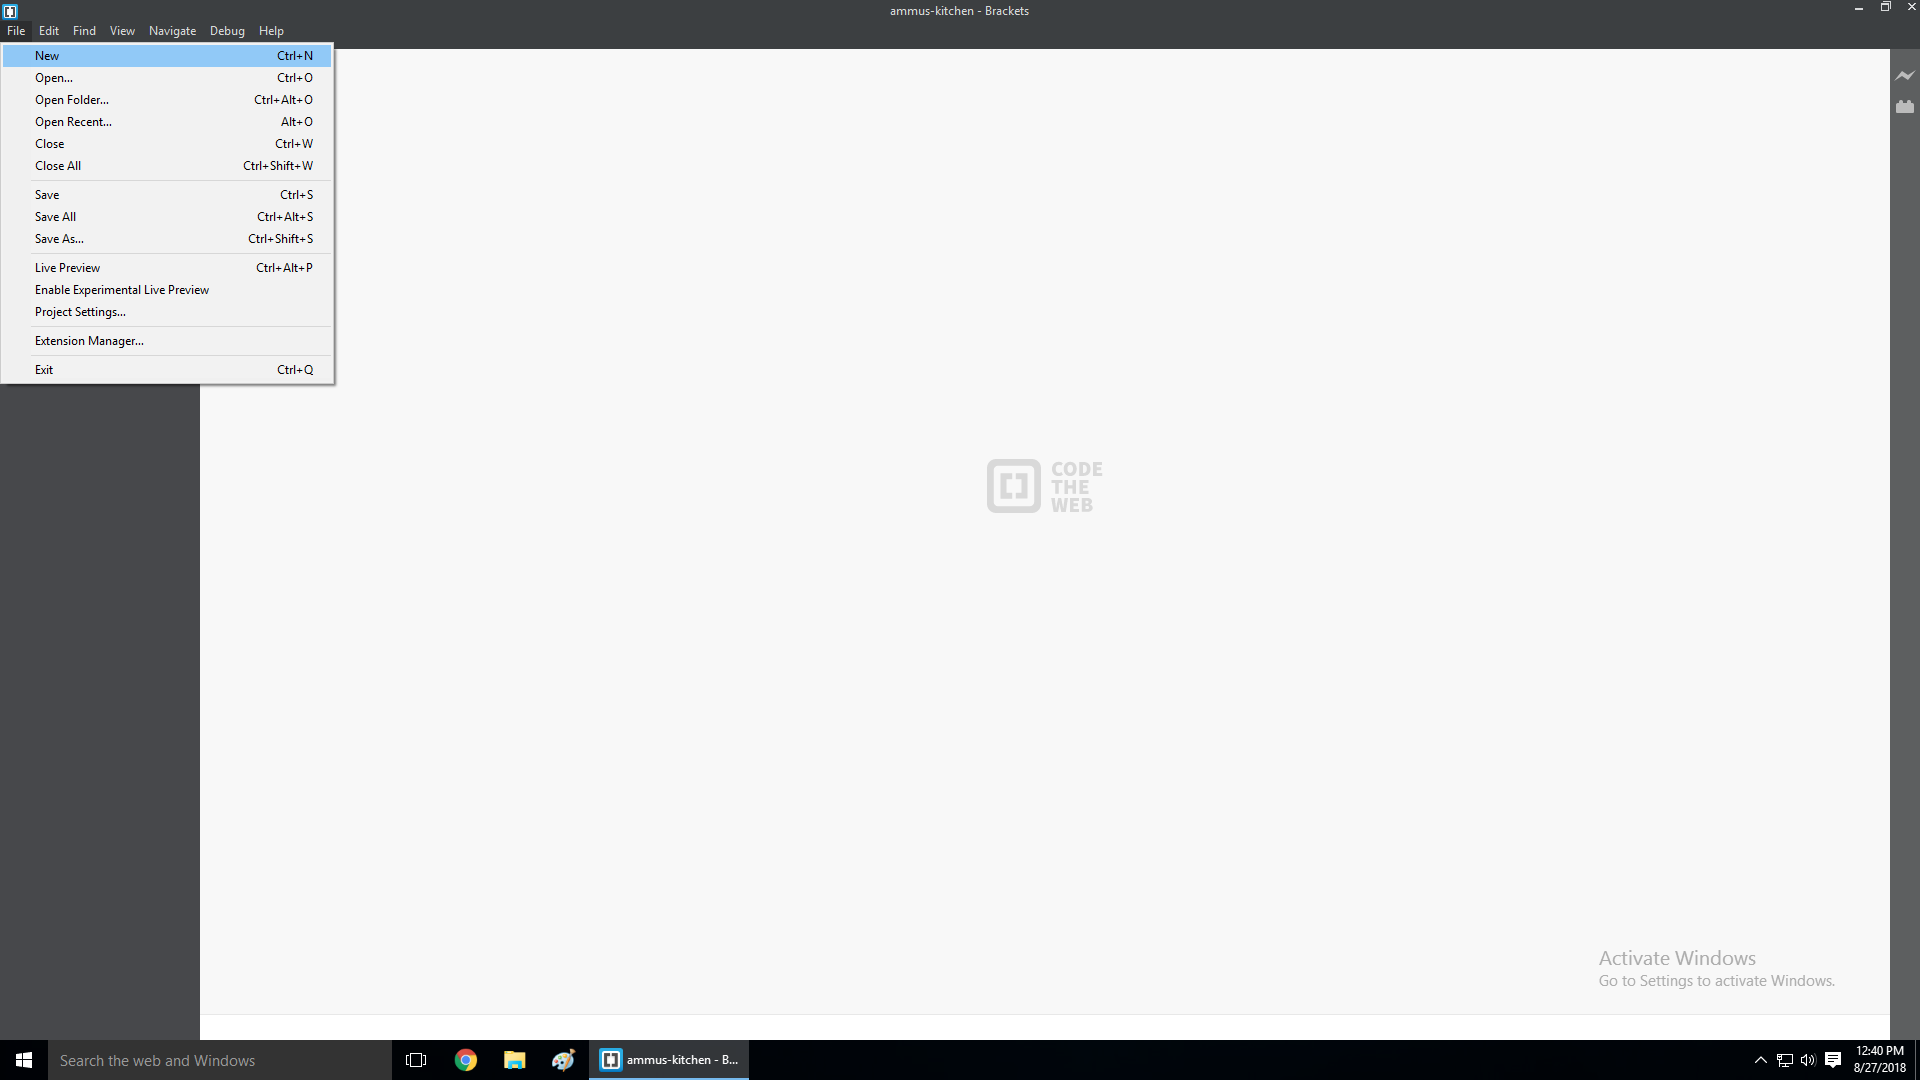 ammus-kitchen - Brackets
File Edit Find View Navigate Debug Help
New Ctrl+N
Open... Ctrl+O
Open Folder... Ctrl+Alt+O
Open Recent... Alt+O
Close Ctrl+W
Close All Ctrl+Shift+W
Save Ctrl+S
Save All Ctrl+Alt+S
Save As... Ctrl+Shift+S
Live Preview Ctrl+Alt+P
Enable Experimental Live Preview
Project Settings...
Extension Manager...
Exit Ctrl+Q
CODE
THE
WEB
Activate Windows
Go to Settings to activate Windows.
Search the web and Windows
ammus-kitchen - B...
12:40 PM
8/27/2018